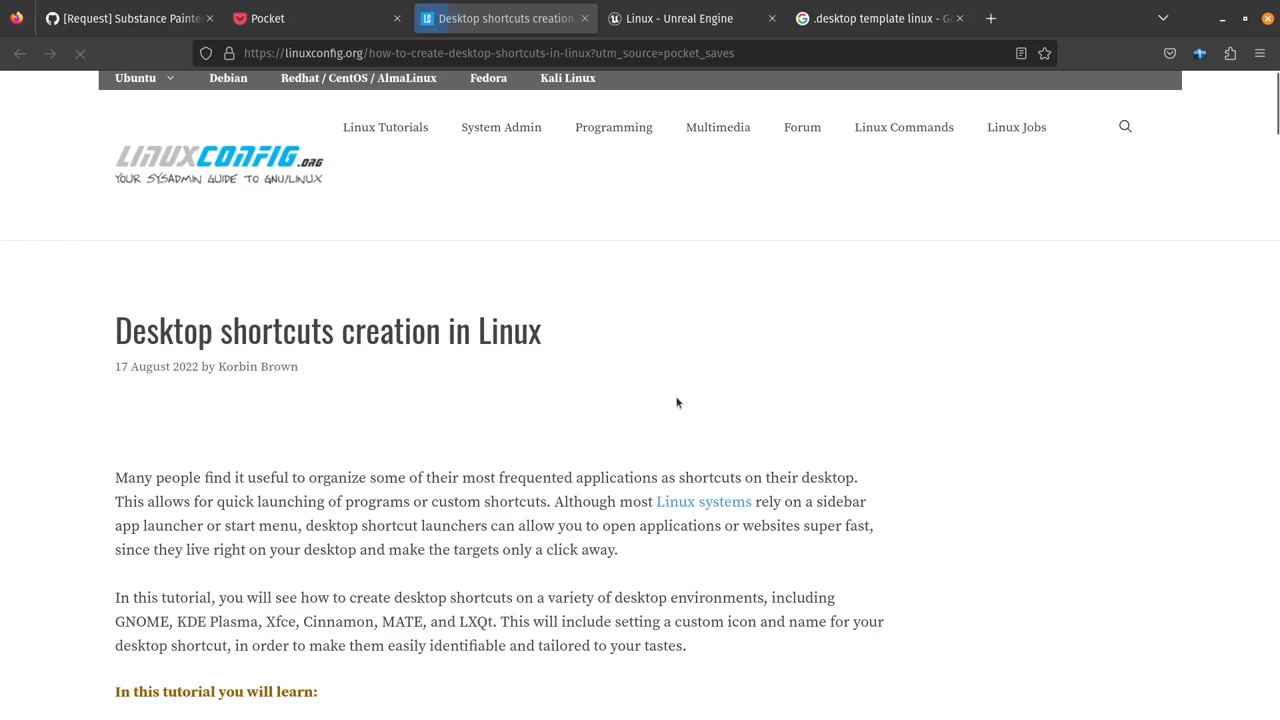 [Request] Substance Painte
Pocket
Desktop shortcuts creation
Linux - Unreal Engine
.desktop template linux - Go
https://linuxconfig.org/how-to-create-desktop-shortcuts-in-linux?utm_source=pocket_saves
Ubuntu Debian Redhat / CentOS / AlmaLinux Fedora Kali Linux
Linux Tutorials System Admin Programming Multimedia Forum Linux Commands Linux Jobs
LINUXCONFIG.ORG
YOUR SYSADMIN GUIDE TO GNU/LINUX
Desktop shortcuts creation in Linux
17 August 2022 by Korbin Brown
Many people find it useful to organize some of their most frequented applications as shortcuts on their desktop.
This allows for quick launching of programs or custom shortcuts. Although most Linux systems rely on a sidebar
app launcher or start menu, desktop shortcut launchers can allow you to open applications or websites super fast,
since they live right on your desktop and make the targets only a click away.
In this tutorial, you will see how to create desktop shortcuts on a variety of desktop environments, including
GNOME, KDE Plasma, Xfce, Cinnamon, MATE, and LXQt. This will include setting a custom icon and name for your
desktop shortcut, in order to make them easily identifiable and tailored to your tastes.
In this tutorial you will learn: